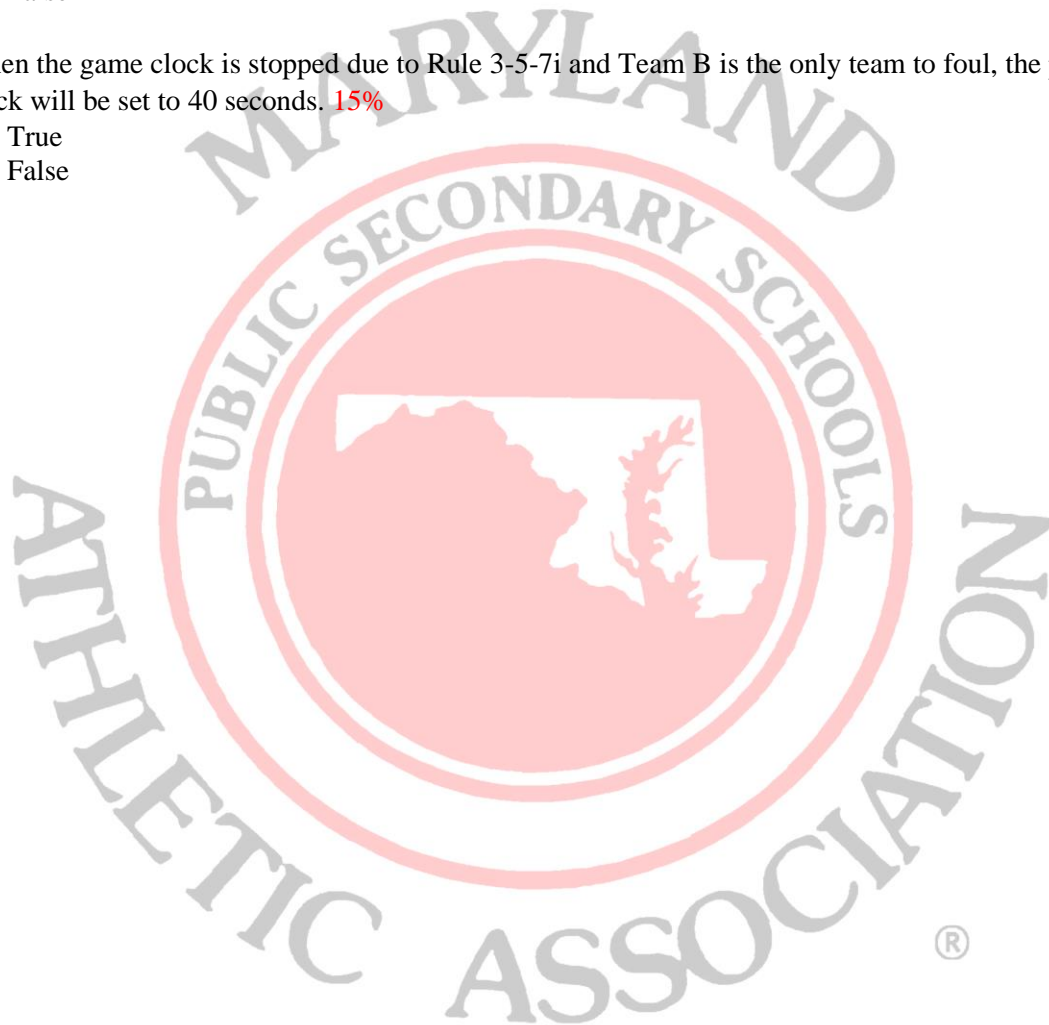 en the game clock is stopped due to Rule 3-5-7i and Team B is the only team to foul, the
ck will be set to 40 seconds. 15%
True
False
MARYLAND
PUBLIC SECONDARY SCHOOLS
ATHLETIC ASSOCIATION
®